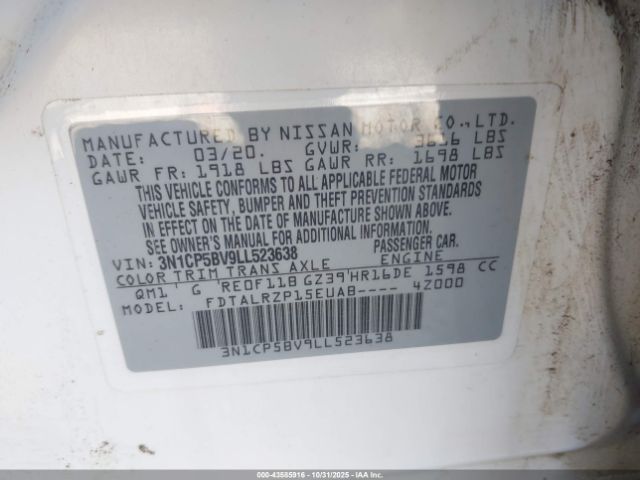 MANUFACTURED BY NISSAN MOTOR CO., LTD.
DATE: 03/20. GVWR: 3616 LBS
GAWR FR: 1918 LBS GAWR RR: 1698 LBS
THIS VEHICLE CONFORMS TO ALL APPLICABLE FEDERAL MOTOR
VEHICLE SAFETY, BUMPER AND THEFT PREVENTION STANDARDS
IN EFFECT ON THE DATE OF MANUFACTURE SHOWN ABOVE.
SEE OWNER'S MANUAL FOR ADDITIONAL INFORMATION.
VIN: 3N1CP5BV9LL523638 PASSENGER CAR.
COLOR TRIM TRANS AXLE ENGINE
QM1' G 'RE0F11B GZ39'HR16DE 1598 CC
MODEL: FDTALRZP15EUAB---- 4Z000
3N1CP5BV9LL523638
000-43585916 - 10/31/2025 - IAA Inc.